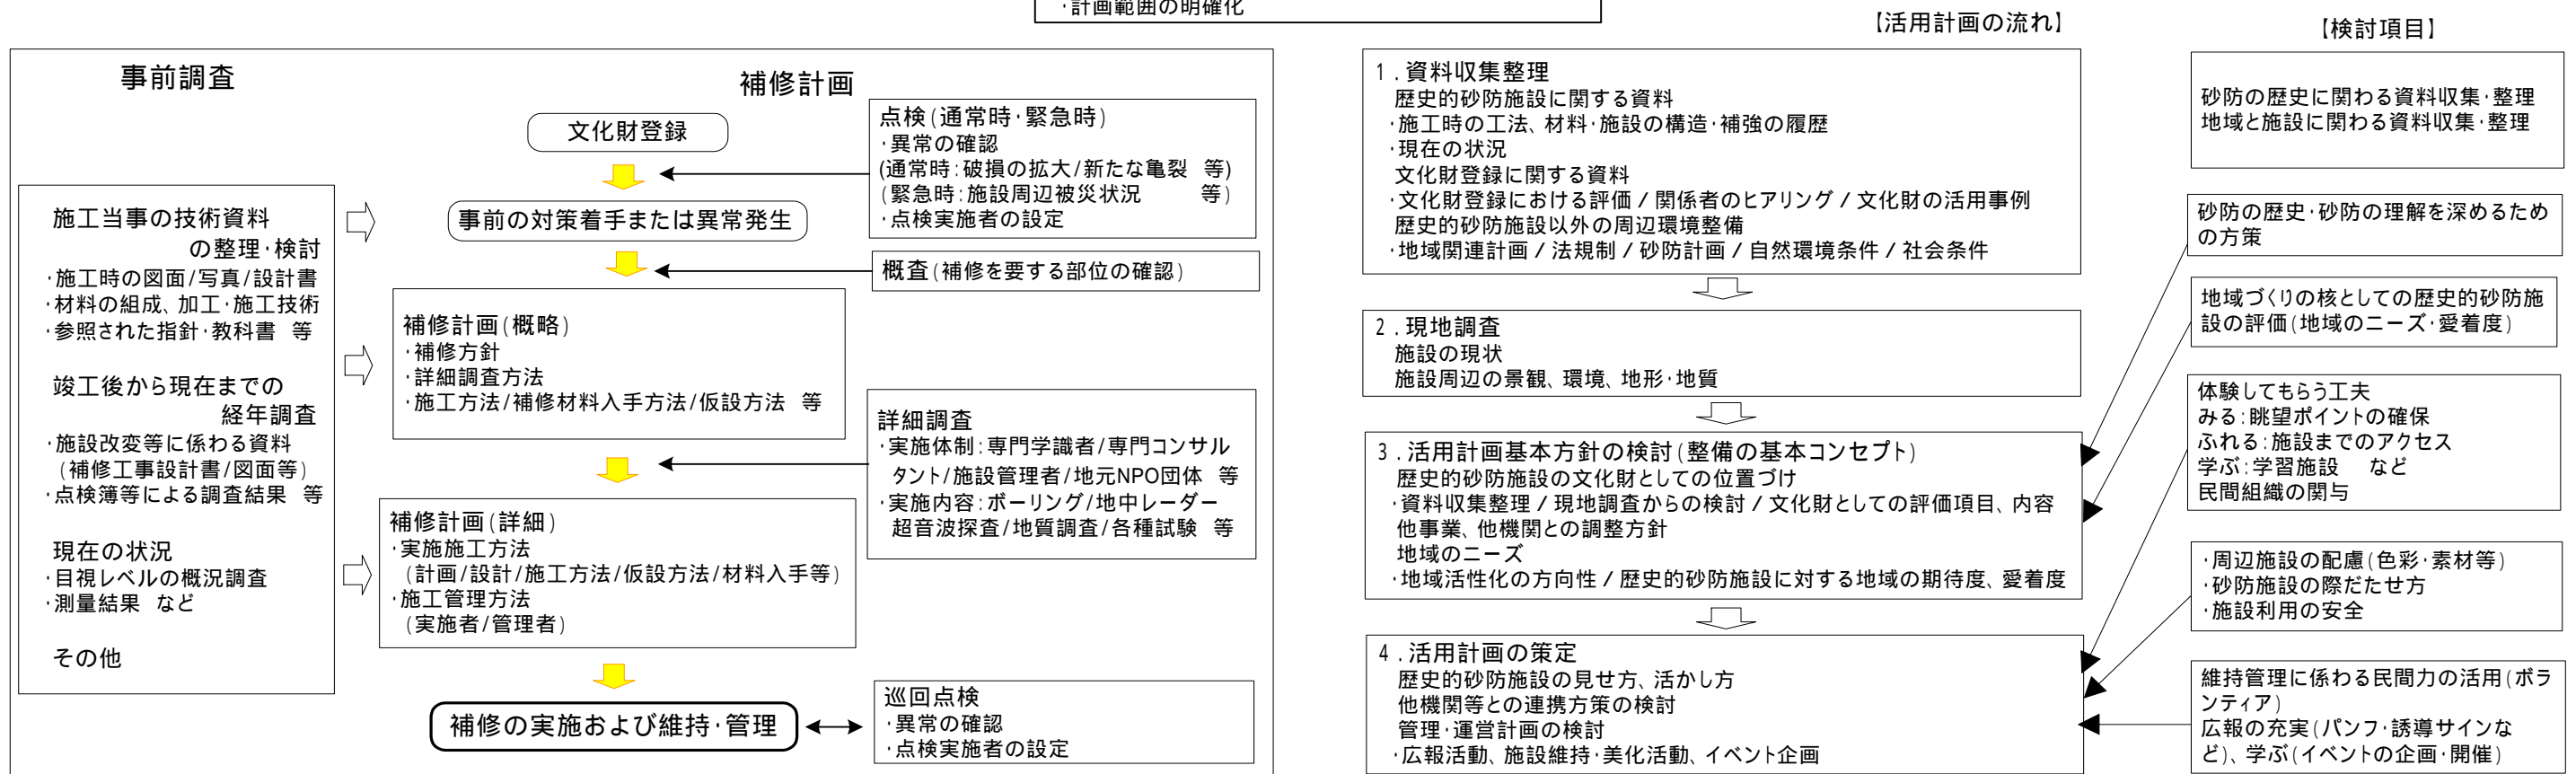 ・計画範囲の明確化
事前調査
補修計画
施工当事の技術資料
の整理・検討
・施工時の図面/写真/設計書
・材料の組成、加工・施工技術
・参照された指針・教科書 等
竣工後から現在までの
経年調査
・施設改変等に係わる資料
(補修工事設計書/図面等)
・点検簿等による調査結果 等
現在の状況
・目視レベルの概況調査
・測量結果 など
その他
文化財登録
点検(通常時・緊急時)
・異常の確認
(通常時:破損の拡大/新たな亀裂 等)
(緊急時:施設周辺被災状況 等)
・点検実施者の設定
事前の対策着手または異常発生
概査(補修を要する部位の確認)
補修計画(概略)
・補修方針
・詳細調査方法
・施工方法/補修材料入手方法/仮設方法 等
詳細調査
・実施体制:専門学識者/専門コンサル
タント/施設管理者/地元NPO団体 等
・実施内容:ボーリング/地中レーダー
超音波探査/地質調査/各種試験 等
補修計画(詳細)
・実施施工方法
(計画/設計/施工方法/仮設方法/材料入手等)
・施工管理方法
(実施者/管理者)
補修の実施および維持・管理
巡回点検
・異常の確認
・点検実施者の設定
【活用計画の流れ】
1.資料収集整理
歴史的砂防施設に関する資料
・施工時の工法、材料・施設の構造・補強の履歴
・現在の状況
文化財登録に関する資料
・文化財登録における評価/関係者のヒアリング/文化財の活用事例
歴史的砂防施設以外の周辺環境整備
・地域関連計画/法規制/砂防計画/自然環境条件/社会条件
2.現地調査
施設の現状
施設周辺の景観、環境、地形・地質
3.活用計画基本方針の検討(整備の基本コンセプト)
歴史的砂防施設の文化財としての位置づけ
・資料収集整理/現地調査からの検討/文化財としての評価項目、内容
他事業、他機関との調整方針
地域のニーズ
・地域活性化の方向性/歴史的砂防施設に対する地域の期待度、愛着度
4.活用計画の策定
歴史的砂防施設の見せ方、活かし方
他機関等との連携方策の検討
管理・運営計画の検討
・広報活動、施設維持・美化活動、イベント企画
【検討項目】
砂防の歴史に関わる資料収集・整理
地域と施設に関わる資料収集・整理
砂防の歴史・砂防の理解を深めるため
の方策
地域づくりの核としての歴史的砂防施
設の評価(地域のニーズ・愛着度)
体験してもらう工夫
みる:眺望ポイントの確保
ふれる:施設までのアクセス
学ぶ:学習施設 など
民間組織の関与
・周辺施設の配慮(色彩・素材等)
・砂防施設の際だたせ方
・施設利用の安全
維持管理に係わる民間力の活用(ボラ
ンティア)
広報の充実(パンフ・誘導サインな
ど)、学ぶ(イベントの企画・開催)